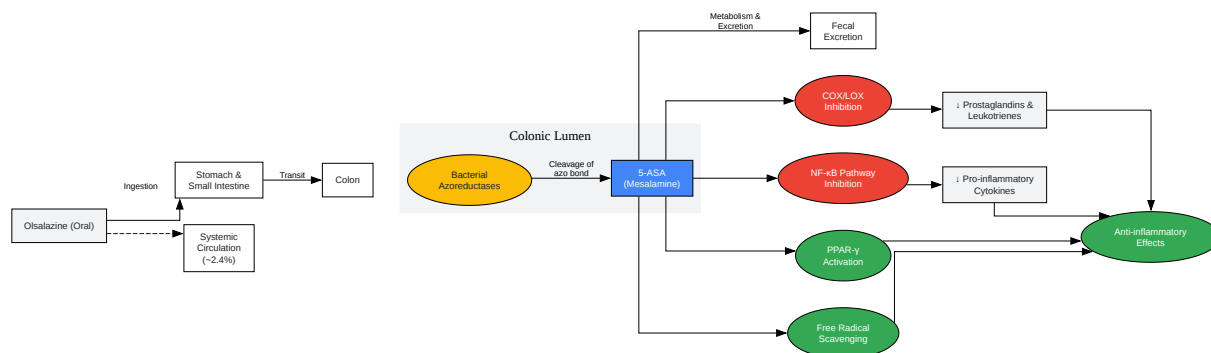 Olsalazine (Oral)
Ingestion
Stomach &
Small Intestine
Systemic
Circulation
(~2.4%)
Transit
Colon
Colonic Lumen
Bacterial
Azoreductases
Cleavage of
azo bond
5-ASA
(Mesalamine)
Metabolism &
Excretion
Fecal
Excretion
COX/LOX
Inhibition
↓ Prostaglandins &
Leukotrienes
NF-κB Pathway
Inhibition
↓ Pro-inflammatory
Cytokines
PPAR-γ
Activation
Free Radical
Scavenging
Anti-inflammatory
Effects